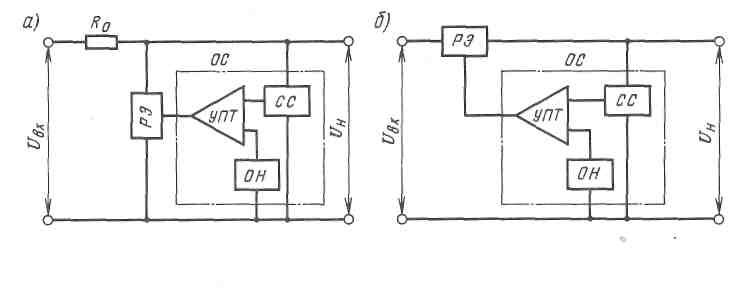 а)
R₀
ОС
РЭ
УПТ
СС
ОН
Uвх
Uн
б)
РЭ
ОС
УПТ
СС
ОН
Uвх
Uн